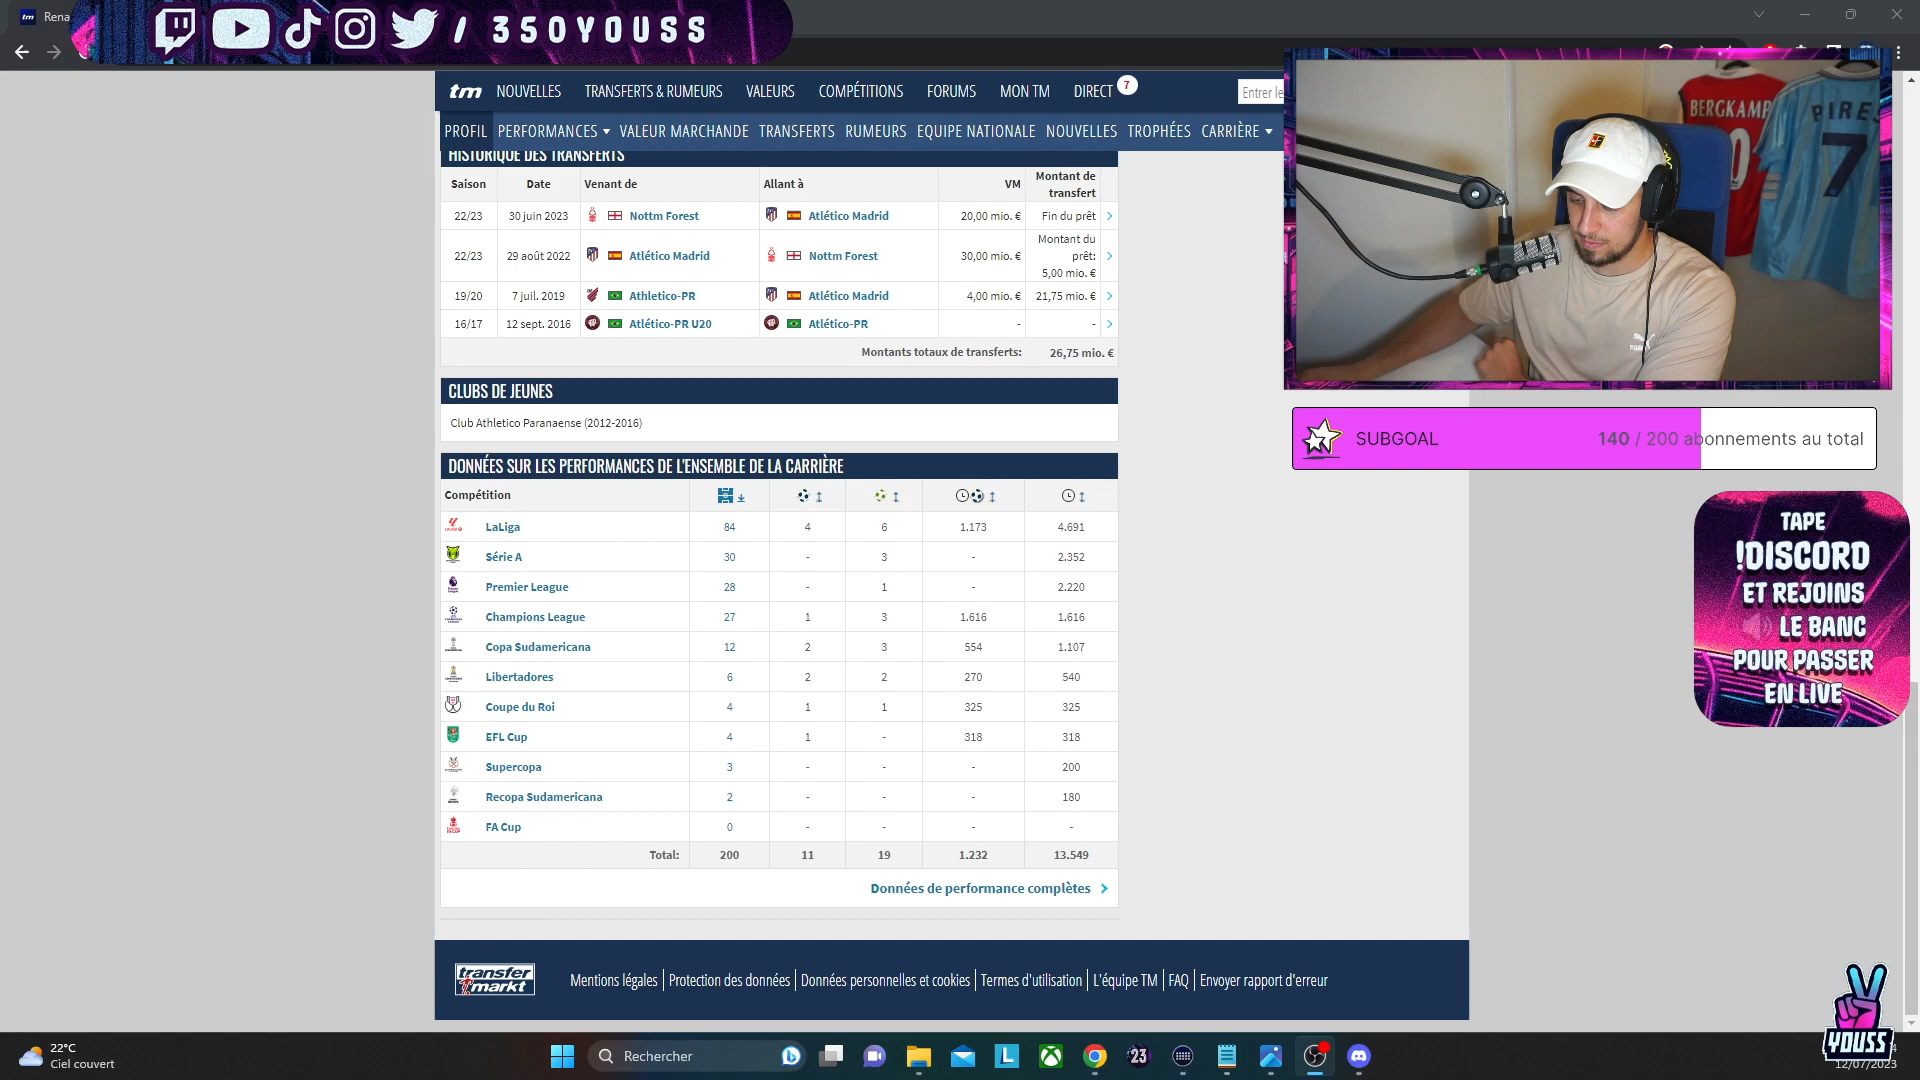 Rena
/ 350YOUSS
tm NOUVELLES TRANSFERTS & RUMEURS VALEURS COMPÉTITIONS FORUMS MON TM DIRECT 7 Entrer le
PROFIL PERFORMANCES VALEUR MARCHANDE TRANSFERTS RUMEURS EQUIPE NATIONALE NOUVELLES TROPHÉES CARRIÈRE
HISTORIQUE DES TRANSFERTS
Saison Date Venant de Allant à VM Montant de transfert
22/23 30 juin 2023 Nottm Forest Atlético Madrid 20,00 mio. € Fin du prêt
22/23 29 août 2022 Atlético Madrid Nottm Forest 30,00 mio. € Montant du prêt: 5,00 mio. €
19/20 7 juil. 2019 Athletico-PR Atlético Madrid 4,00 mio. € 21,75 mio. €
16/17 12 sept. 2016 Atlético-PR U20 Atlético-PR - -
Montants totaux de transferts: 26,75 mio. €
CLUBS DE JEUNES
Club Athletico Paranaense (2012-2016)
DONNÉES SUR LES PERFORMANCES DE L'ENSEMBLE DE LA CARRIÈRE
Compétition
LaLiga 84 4 6 1.173 4.691
Série A 30 - 3 - 2.352
Premier League 28 - 1 - 2.220
Champions League 27 1 3 1.616 1.616
Copa Sudamericana 12 2 3 554 1.107
Libertadores 6 2 2 270 540
Coupe du Roi 4 1 1 325 325
EFL Cup 4 1 - 318 318
Supercopa 3 - - - 200
Recopa Sudamericana 2 - - - 180
FA Cup 0 - - - -
Total: 200 11 19 1.232 13.549
Données de performance complètes
transfer markt Mentions légales | Protection des données | Données personnelles et cookies | Termes d'utilisation | L'équipe TM | FAQ | Envoyer rapport d'erreur
BERGKAMP
PIRES
7
SUBGOAL 140 / 200 abonnements au total
TAPE
!DISCORD
ET REJOINS
LE BANC
POUR PASSER
EN LIVE
YOUSS
22°C
Ciel couvert
Rechercher
L
23
12/07/2023